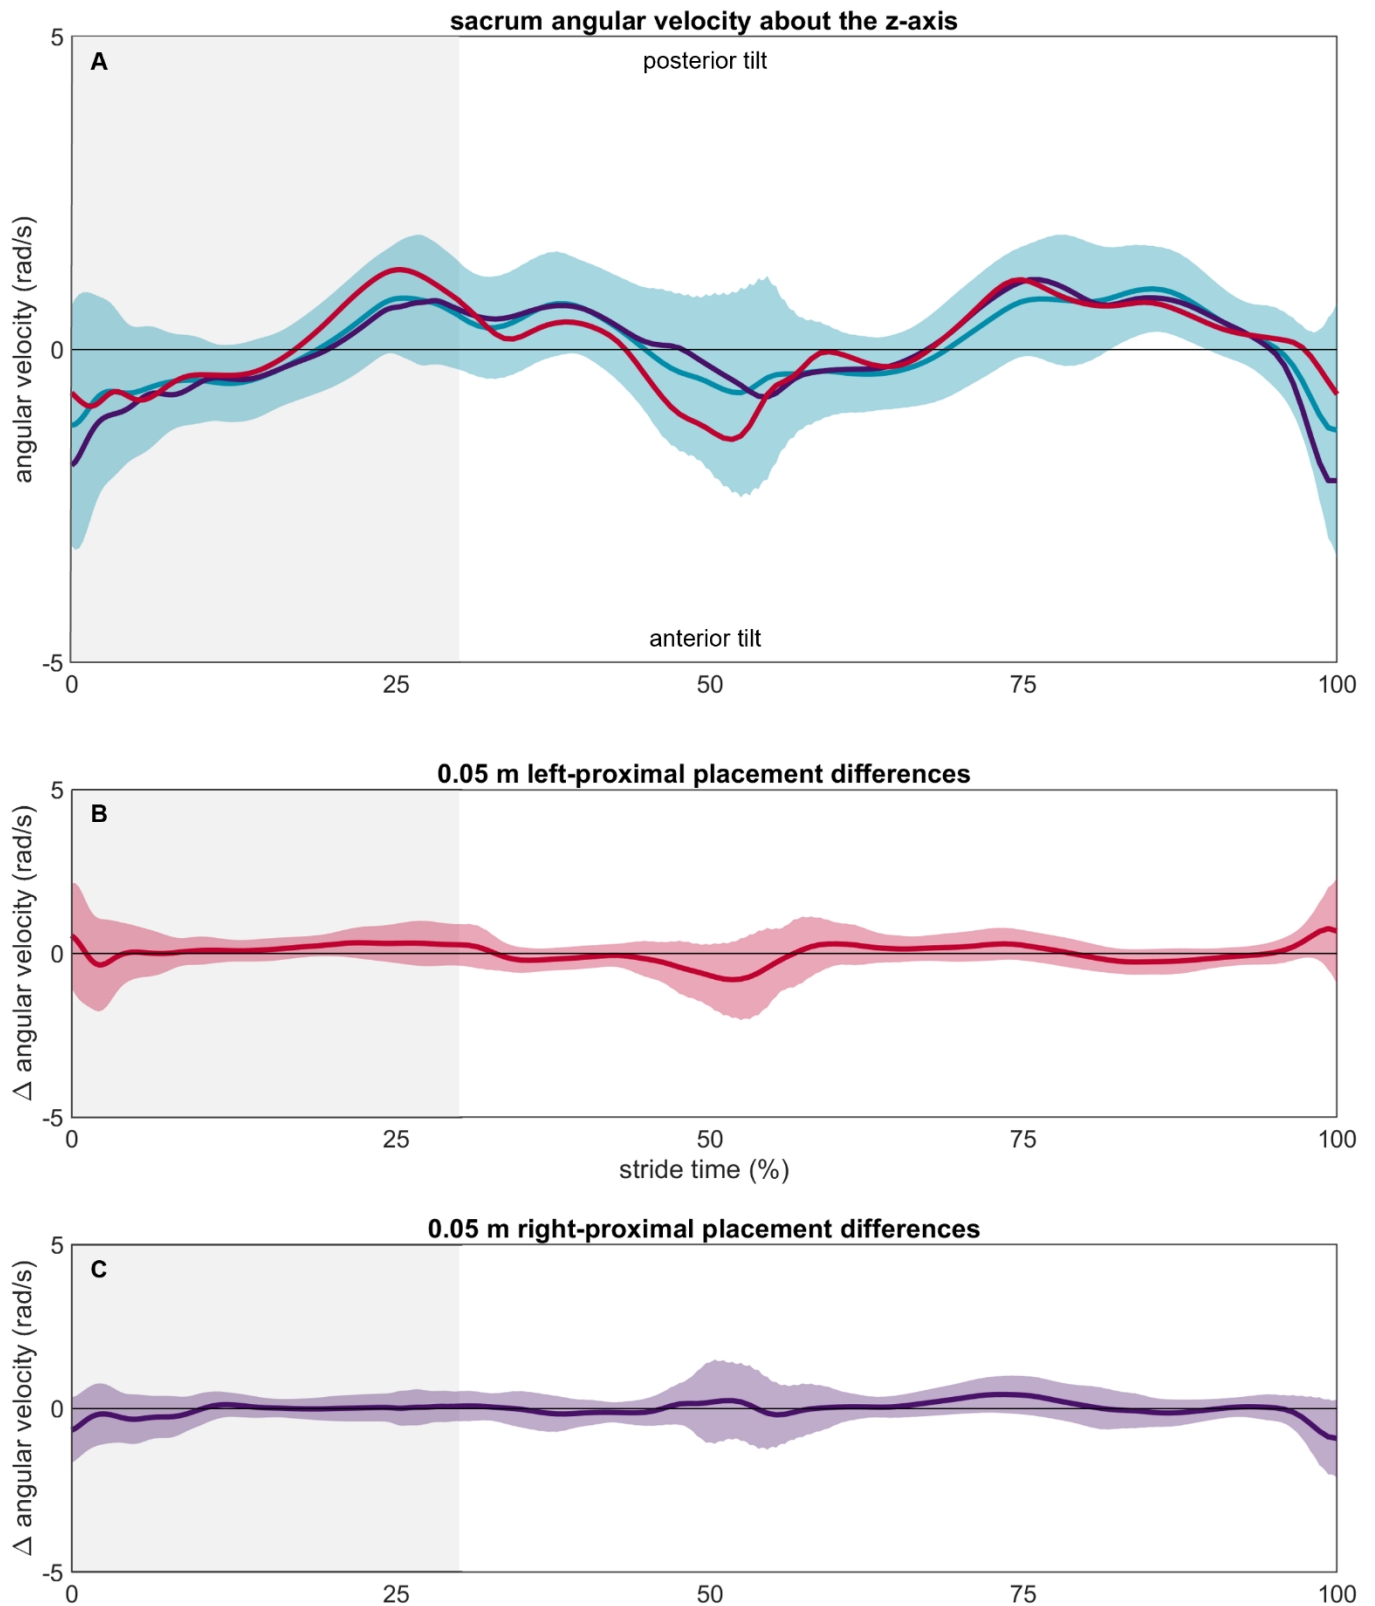 sacrum angular velocity about the z-axis
5
A
posterior tilt
angular velocity (rad/s)
0
anterior tilt
-5
0 25 50 75 100
0.05 m left-proximal placement differences
5
B
Δ angular velocity (rad/s)
0
-5
0 25 50 75 100
stride time (%)
0.05 m right-proximal placement differences
5
C
Δ angular velocity (rad/s)
0
-5
0 25 50 75 100